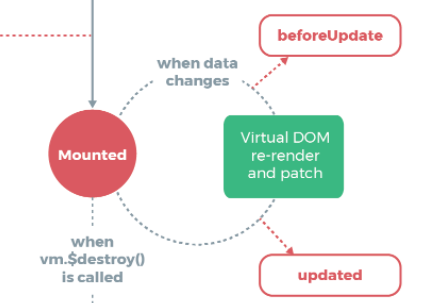 beforeUpdate
when data
changes
Mounted
Virtual DOM
re-render
and patch
when
vm.$destroy()
is called
updated